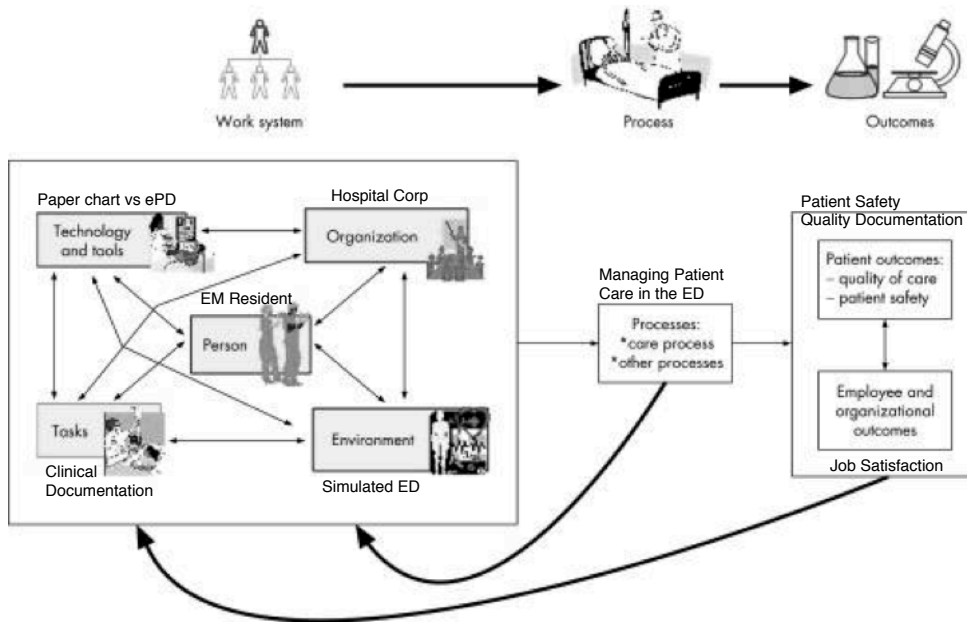 Work system
Process
Outcomes
Paper chart vs ePD
Technology
and tools
Hospital Corp
Organization
EM Resident
Person
Tasks
Clinical
Documentation
Environment
Simulated ED
Managing Patient
Care in the ED
Processes:
*care process
*other processes
Patient Safety
Quality Documentation
Patient outcomes:
– quality of care
– patient safety
Employee and
organizational
outcomes
Job Satisfaction